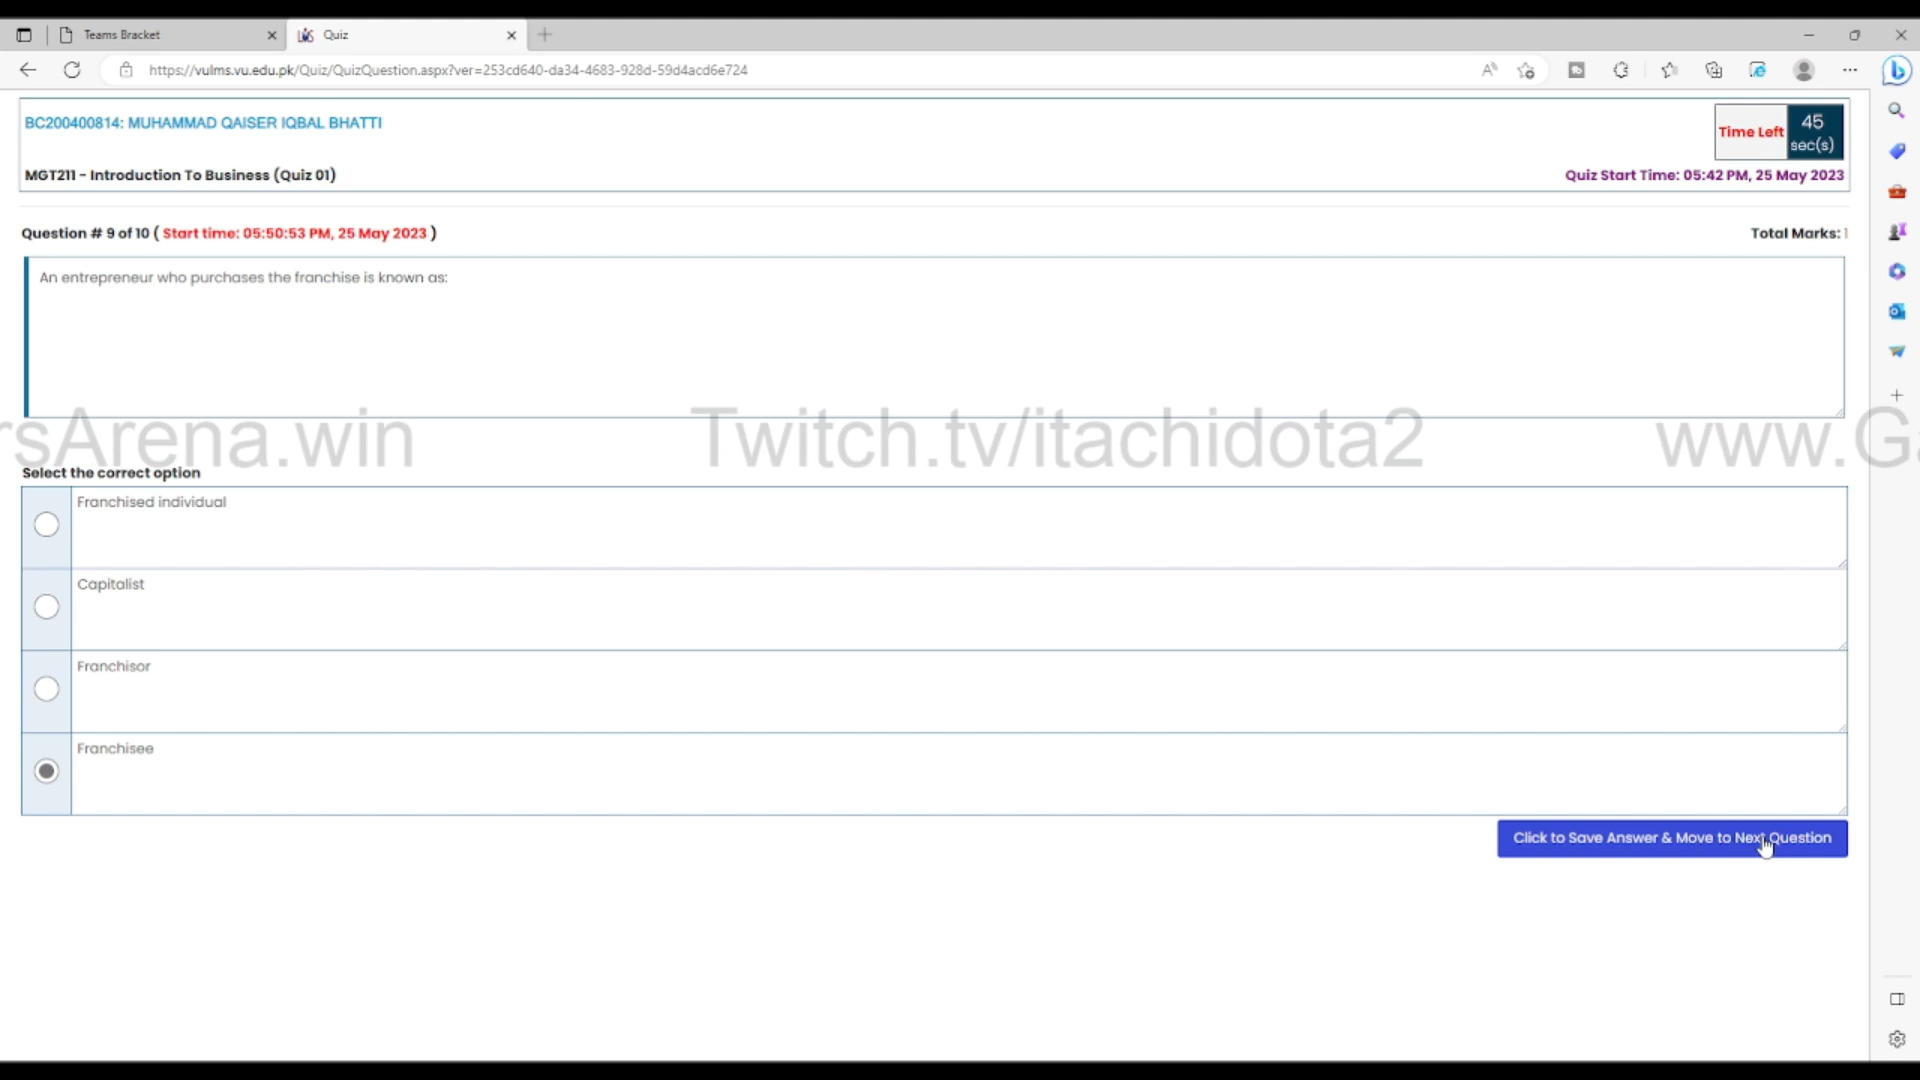 Teams Bracket
Quiz
https://vulms.vu.edu.pk/Quiz/QuizQuestion.aspx?ver=253cd640-da34-4683-928d-59d4acd6e724
BC200400814: MUHAMMAD QAISER IQBAL BHATTI
Time Left 45 sec(s)
MGT211 - Introduction To Business (Quiz 01)
Quiz Start Time: 05:42 PM, 25 May 2023
Question # 9 of 10 ( Start time: 05:50:53 PM, 25 May 2023 )
Total Marks: 1
An entrepreneur who purchases the franchise is known as:
rsArena.win
Twitch.tv/itachidota2
www.Ga
Select the correct option
Franchised individual
Capitalist
Franchisor
Franchisee
Click to Save Answer & Move to Next Question